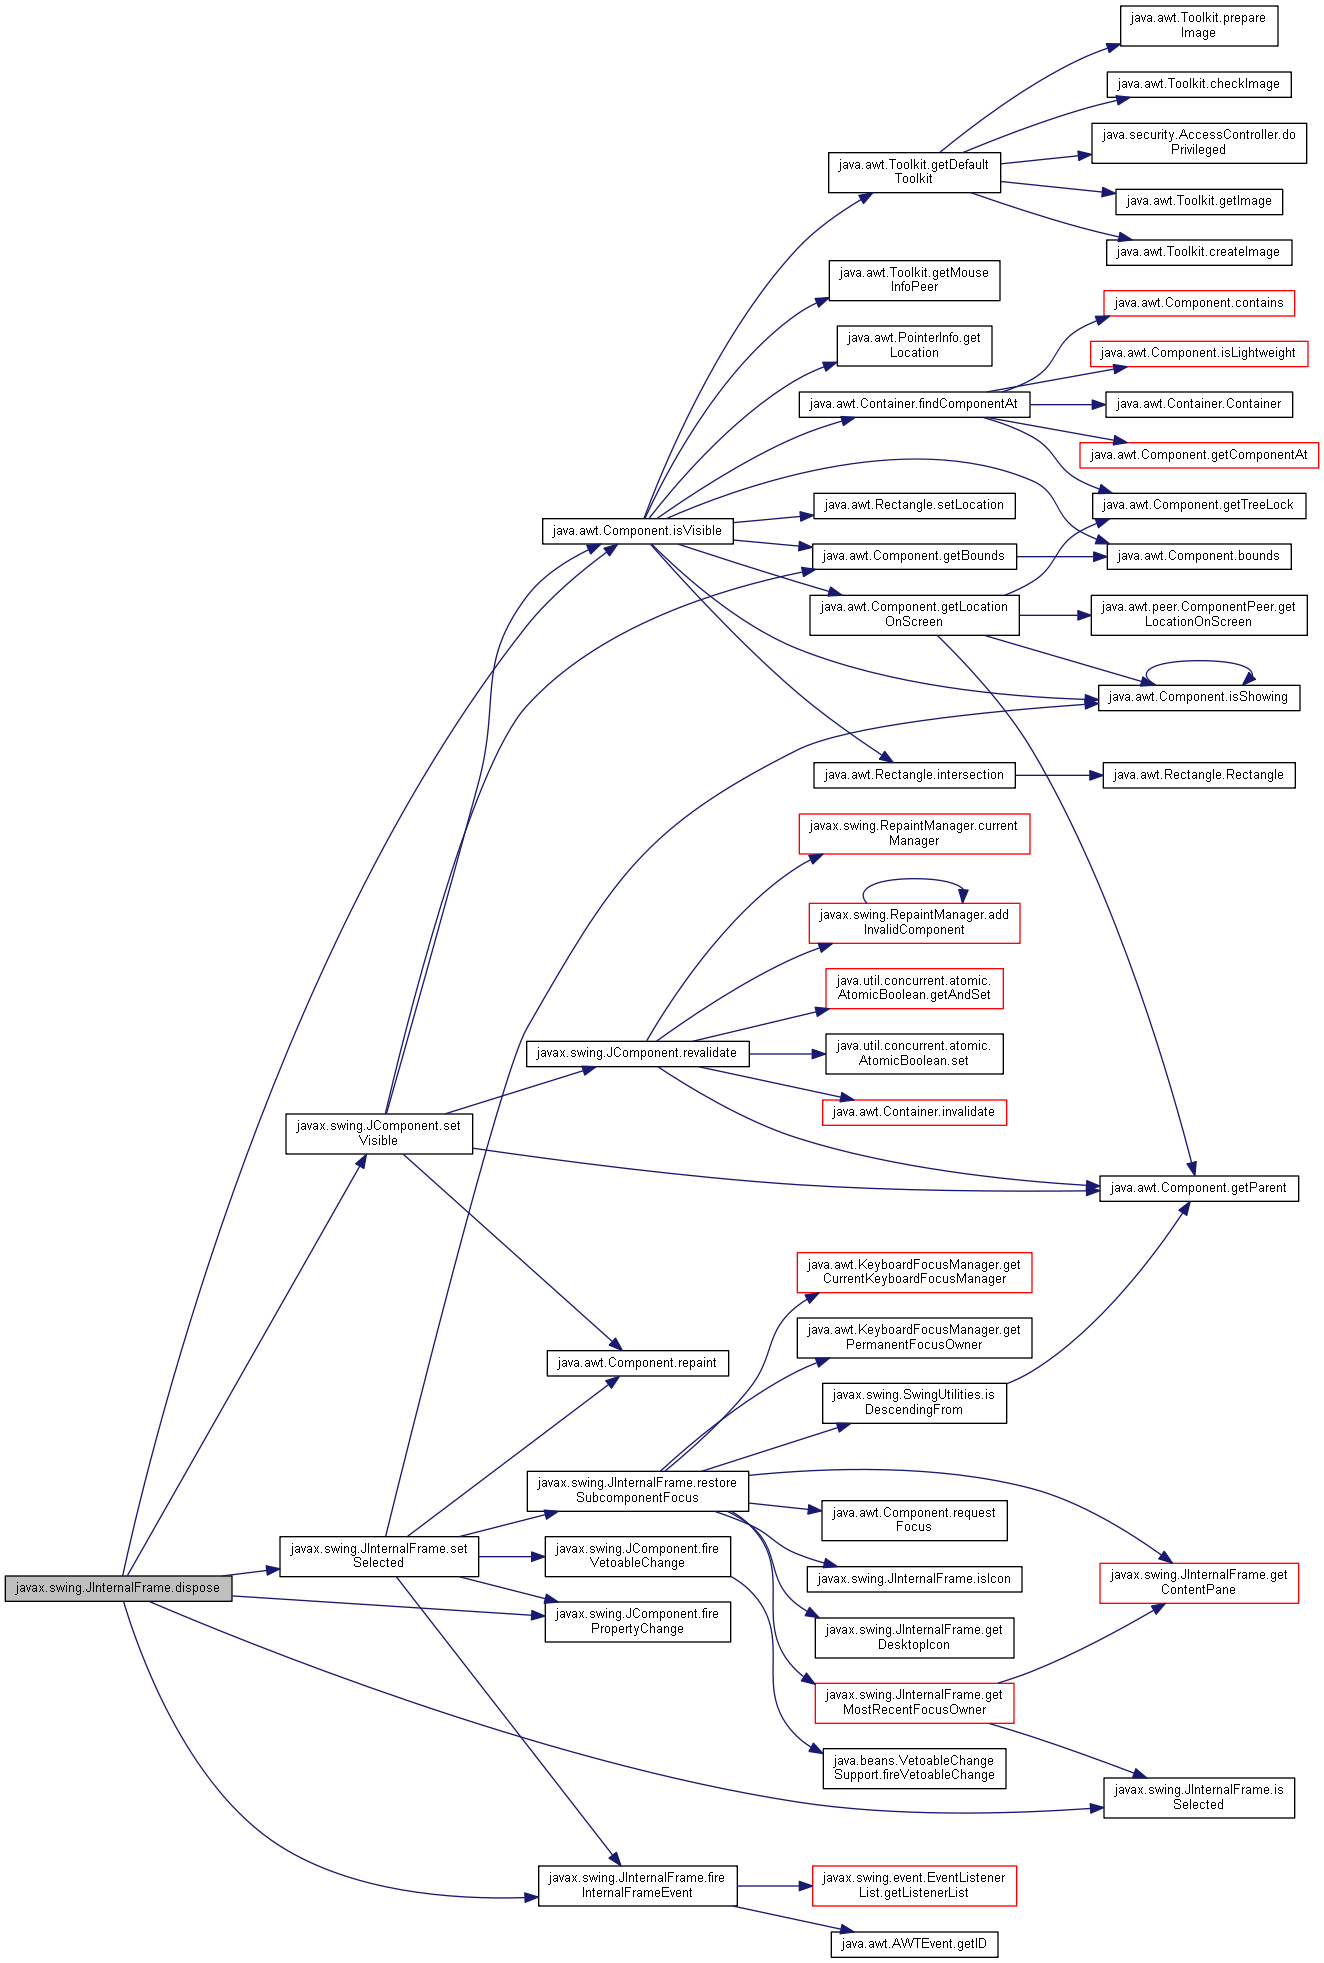 java.awt.Toolkit.prepare
Image
java.awt.Toolkit.checkImage
java.security.AccessController.do
Privileged
java.awt.Toolkit.getDefault
Toolkit
java.awt.Toolkit.getImage
java.awt.Toolkit.createImage
java.awt.Toolkit.getMouse
InfoPeer
java.awt.Component.contains
java.awt.PointerInfo.get
Location
java.awt.Component.isLightweight
java.awt.Container.findComponentAt
java.awt.Container.Container
java.awt.Component.getComponentAt
java.awt.Rectangle.setLocation
java.awt.Component.getTreeLock
java.awt.Component.isVisible
java.awt.Component.getBounds
java.awt.Component.bounds
java.awt.Component.getLocation
OnScreen
java.awt.peer.ComponentPeer.get
LocationOnScreen
java.awt.Component.isShowing
java.awt.Rectangle.intersection
java.awt.Rectangle.Rectangle
javax.swing.RepaintManager.current
Manager
javax.swing.RepaintManager.add
InvalidComponent
java.util.concurrent.atomic.
AtomicBoolean.getAndSet
javax.swing.JComponent.revalidate
java.util.concurrent.atomic.
AtomicBoolean.set
java.awt.Container.invalidate
javax.swing.JComponent.set
Visible
java.awt.Component.getParent
java.awt.KeyboardFocusManager.get
CurrentKeyboardFocusManager
java.awt.KeyboardFocusManager.get
PermanentFocusOwner
java.awt.Component.repaint
javax.swing.SwingUtilities.is
DescendingFrom
javax.swing.JInternalFrame.restore
SubcomponentFocus
java.awt.Component.request
Focus
javax.swing.JInternalFrame.set
Selected
javax.swing.JComponent.fire
VetoableChange
javax.swing.JInternalFrame.isIcon
javax.swing.JInternalFrame.get
ContentPane
javax.swing.JInternalFrame.dispose
javax.swing.JComponent.fire
PropertyChange
javax.swing.JInternalFrame.get
DesktopIcon
javax.swing.JInternalFrame.get
MostRecentFocusOwner
java.beans.VetoableChange
Support.fireVetoableChange
javax.swing.JInternalFrame.is
Selected
javax.swing.JInternalFrame.fire
InternalFrameEvent
javax.swing.event.EventListener
List.getListenerList
java.awt.AWTEvent.getID